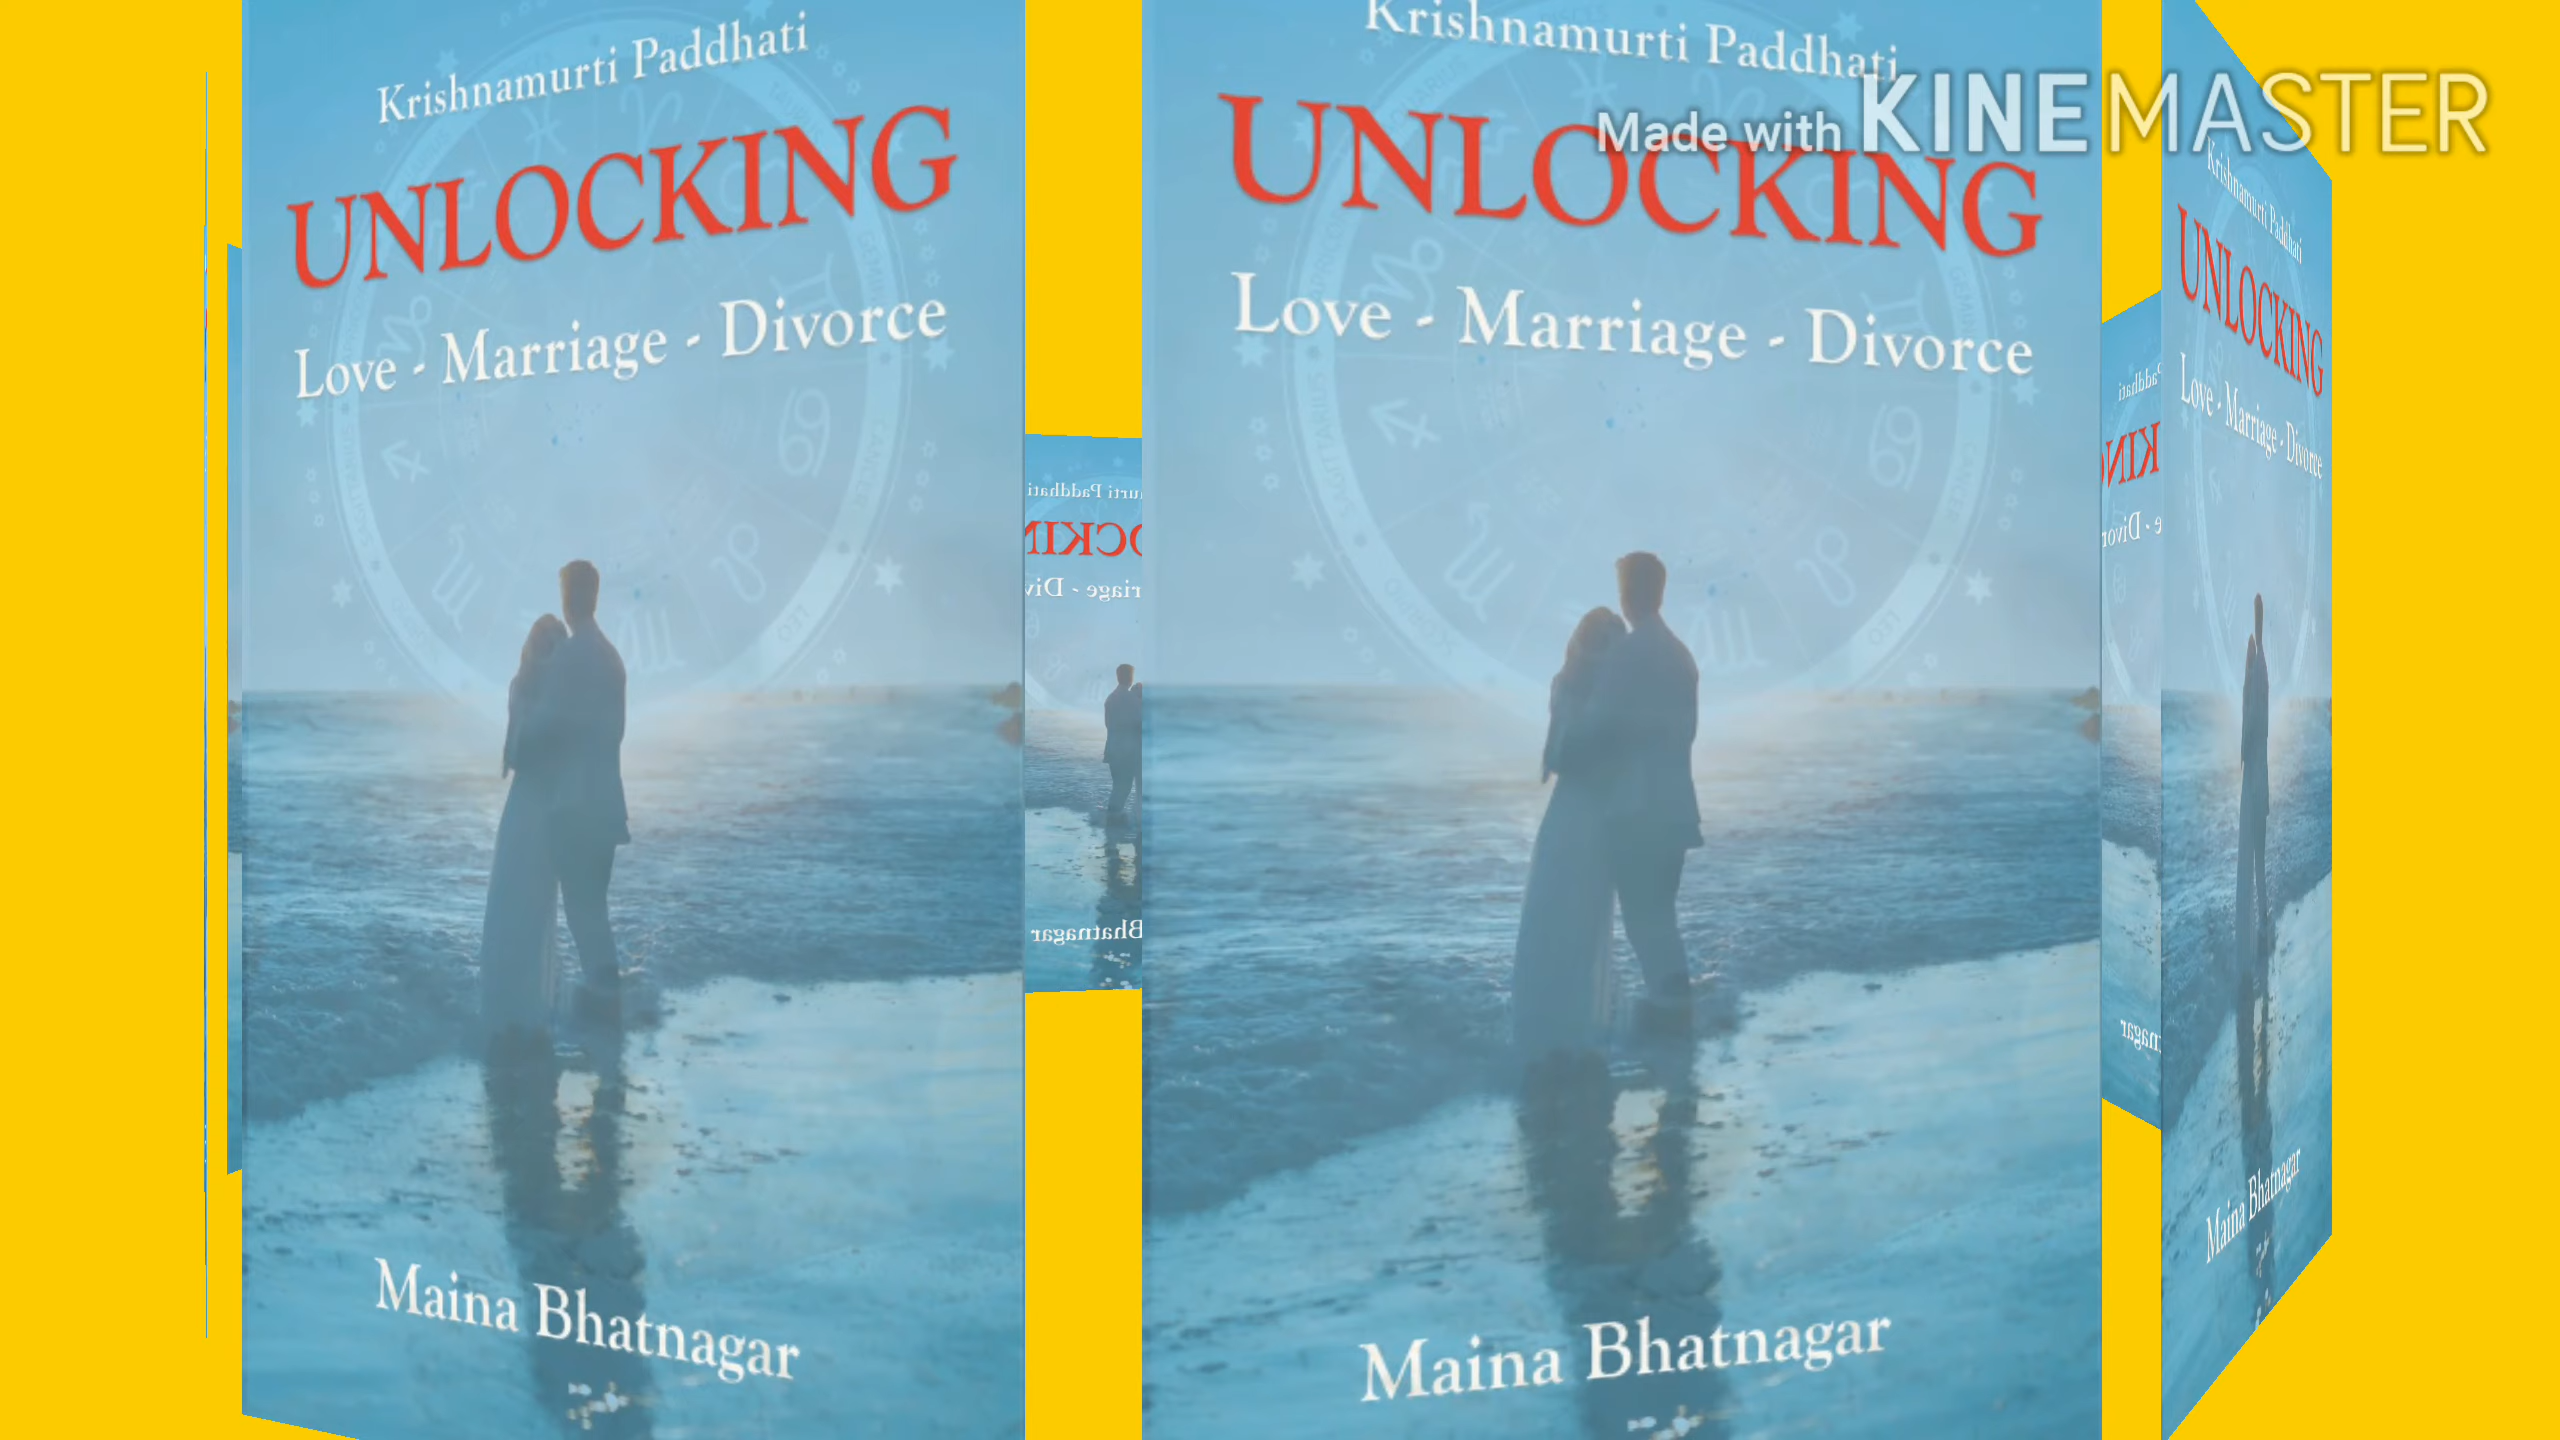 Krishnamurti Paddhati
UNLOCKING
Love - Marriage - Divorce
Maina Bhatnagar
Krishnamurti Paddhati
UNLOCKING
Love - Marriage - Divorce
Maina Bhatnagar
Made with KINEMASTER
Krishnamurti Paddhati
UNLOCKING
Love - Marriage - Divorce
Maina Bhatnagar